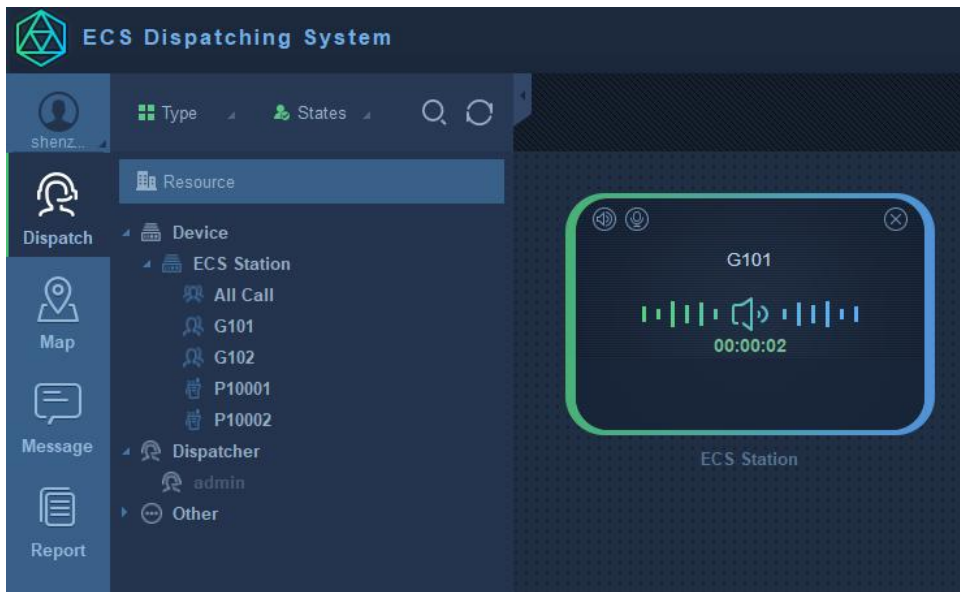 ECS Dispatching System
shenz...
Type
States
Resource
Dispatch
Device
ECS Station
All Call
G101
G102
P10001
P10002
Dispatcher
admin
Other
Map
Message
Report
G101
00:00:02
ECS Station